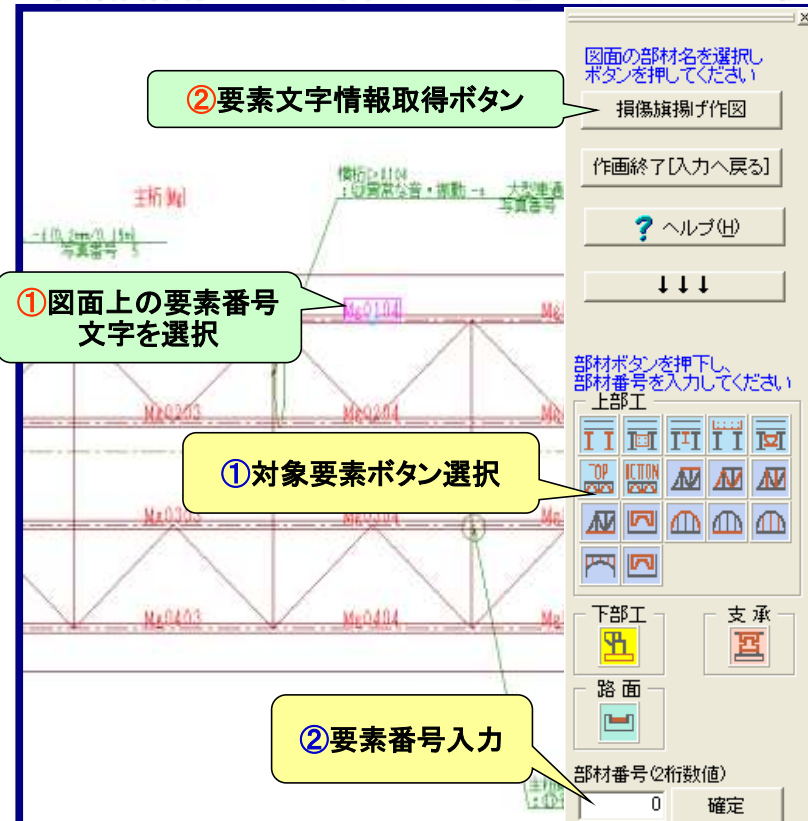 図面の部材名を選択し
ボタンを押してください
②要素文字情報取得ボタン
損傷旗揚げ作図
作画終了[入力へ戻る]
横桁Cr0104
主桁 Mg
写真番号
写真番号 5
? ヘルプ(H)
↓↓↓
①図面上の要素番号
文字を選択
Mg0104
部材ボタンを押下し、
部材番号を入力してください
上部工
Mg0203
Mg0204
TOP
①対象要素ボタン選択
Mg0303
Mg0304
Mg0403
Mg0404
下部工
支 承
路 面
②要素番号入力
部材番号(2桁数値)
0
確定